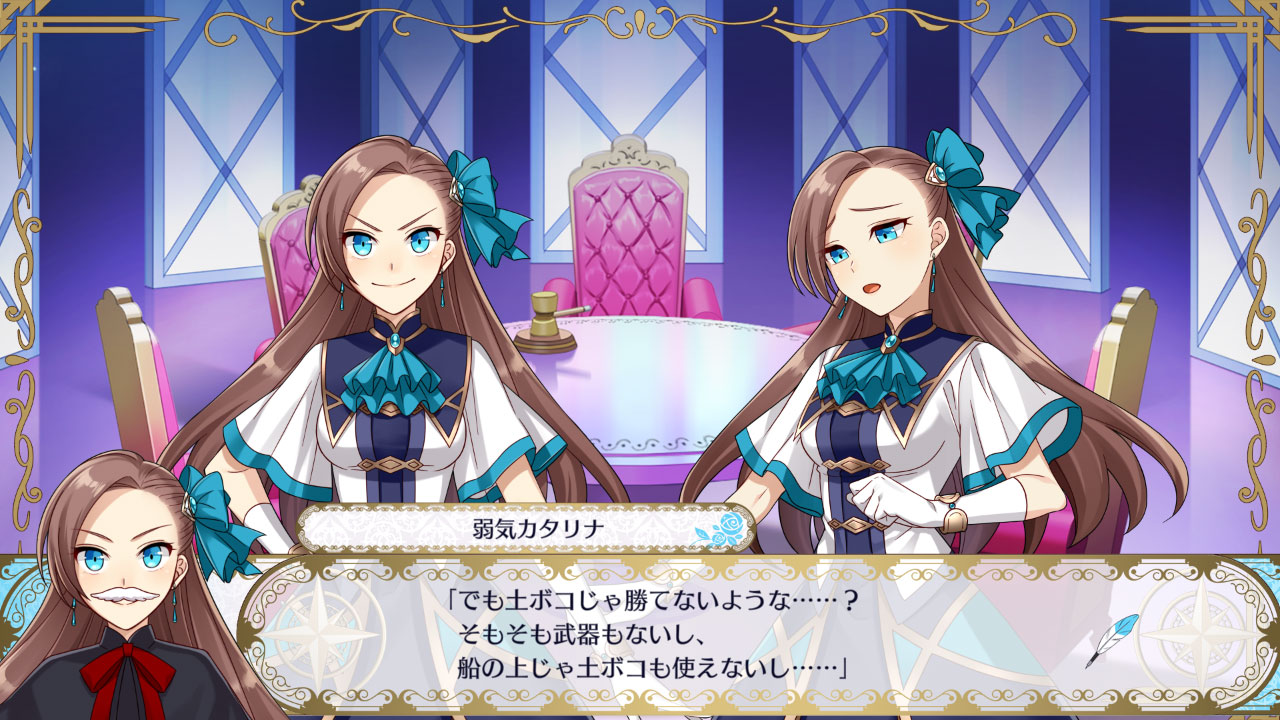 弱気カタリナ
「でも土ボコじゃ勝てないような……？
そもそも武器もないし、
船の上じゃ土ボコも使えないし……」